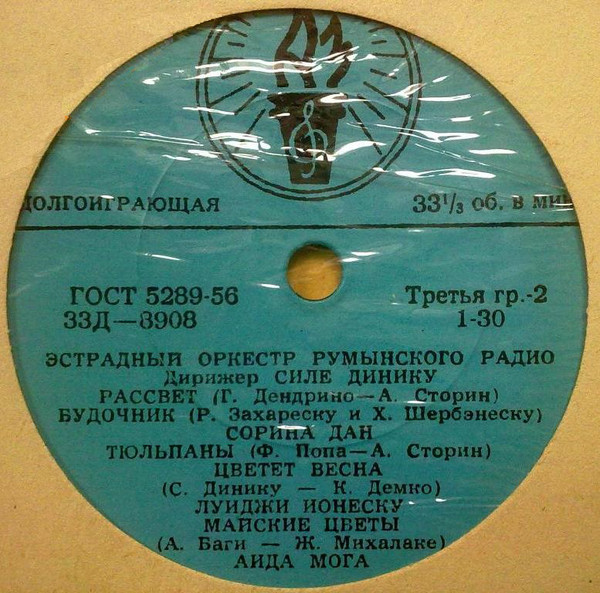 ДОЛГОИГРАЮЩАЯ 33⅓ об. в мин
ГОСТ 5289-56 Третья гр.-2
33Д—8908 1-30
ЭСТРАДНЫЙ ОРКЕСТР РУМЫНСКОГО РАДИО
Дирижер СИЛЕ ДИНИКУ
РАССВЕТ (Г. Дендрино—А. Сторин)
БУДОЧНИК (Р. Захареску и Х. Шербэнеску)
СОРИНА ДАН
ТЮЛЬПАНЫ (Ф. Попа—А. Сторин)
ЦВЕТЕТ ВЕСНА
(С. Динику — К. Демко)
ЛУИДЖИ ИОНЕСКУ
МАЙСКИЕ ЦВЕТЫ
(А. Баги — Ж. Михалаке)
АИДА МОГА